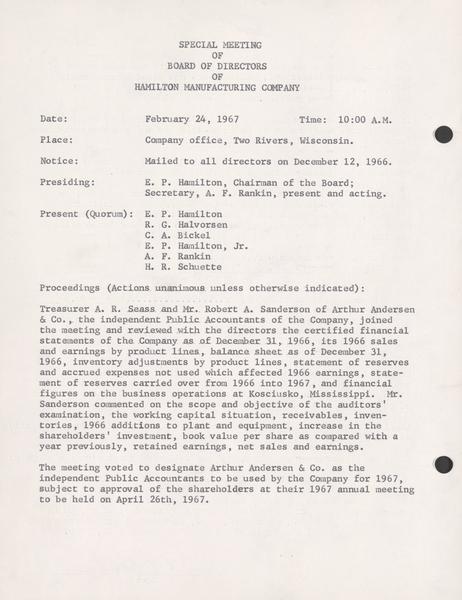 SPECIAL MEETING
OF
BOARD OF DIRECTORS
OF
HAMILTON MANUFACTURING COMPANY
Date: February 24, 1967 Time: 10:00 A.M.
Place: Company office, Two Rivers, Wisconsin.
Notice: Mailed to all directors on December 12, 1966.
Presiding: E. P. Hamilton, Chairman of the Board;
Secretary, A. F. Rankin, present and acting.
Present (Quorum): E. P. Hamilton
R. G. Halvorsen
C. A. Bickel
E. P. Hamilton, Jr.
A. F. Rankin
H. R. Schuette
Proceedings (Actions unanimous unless otherwise indicated):
Treasurer A. R. Seass and Mr. Robert A. Sanderson of Arthur Andersen
& Co., the independent Public Accountants of the Company, joined
the meeting and reviewed with the directors the certified financial
statements of the Company as of December 31, 1966, its 1966 sales
and earnings by product lines, balance sheet as of December 31,
1966, inventory adjustments by product lines, statement of reserves
and accrued expenses not used which affected 1966 earnings, state-
ment of reserves carried over from 1966 into 1967, and financial
figures on the business operations at Kosciusko, Mississippi. Mr.
Sanderson commented on the scope and objective of the auditors'
examination, the working capital situation, receivables, inven-
tories, 1966 additions to plant and equipment, increase in the
shareholders' investment, book value per share as compared with a
year previously, retained earnings, net sales and earnings.
The meeting voted to designate Arthur Andersen & Co. as the
independent Public Accountants to be used by the Company for 1967,
subject to approval of the shareholders at their 1967 annual meeting
to be held on April 26th, 1967.